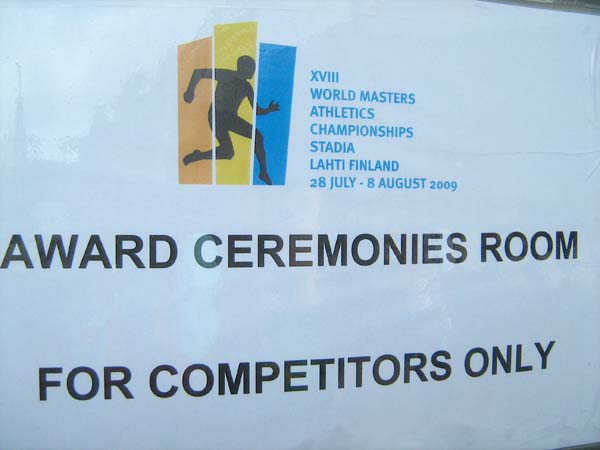 XVIII
WORLD MASTERS
ATHLETICS
CHAMPIONSHIPS
STADIA
LAHTI FINLAND
28 JULY - 8 AUGUST 2009
AWARD CEREMONIES ROOM
FOR COMPETITORS ONLY